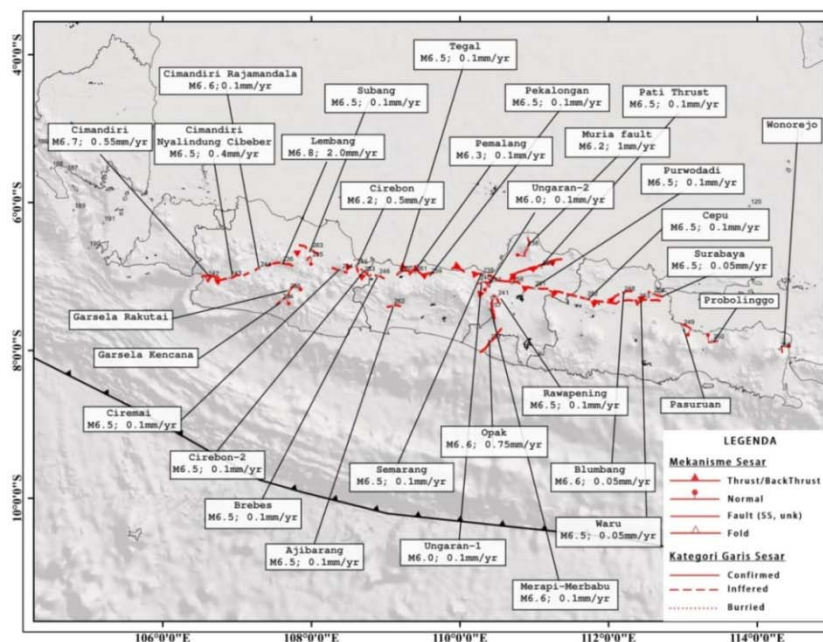 Tegal
M6.5; 0.1mm/yr
Cimandiri Rajamandala
M6.6;0.1mm/yr
Subang
M6.5; 0.1mm/yr
Pekalongan
M6.5; 0.1mm/yr
Pati Thrust
M6.5; 0.1mm/yr
Cimandiri
M6.7; 0.55mm/yr
Cimandiri
Nyalindung Cibeber
M6.5; 0.4mm/yr
Lembang
M6.8; 2.0mm/yr
Pemalang
M6.3; 0.1mm/yr
Muria fault
M6.2; 1mm/yr
Wonorejo
Cirebon
M6.2; 0.5mm/yr
Ungaran-2
M6.0; 0.1mm/yr
Purwodadi
M6.5; 0.1mm/yr
Cepu
M6.5; 0.1mm/yr
Surabaya
M6.5; 0.05mm/yr
Probolinggo
Garsela Rakutai
Garsela Kencana
Ciremai
M6.5; 0.1mm/yr
Cirebon-2
M6.5; 0.1mm/yr
Brebes
M6.5; 0.1mm/yr
Ajibarang
M6.5; 0.1mm/yr
Semarang
M6.5; 0.1mm/yr
Ungaran-1
M6.0; 0.1mm/yr
Opak
M6.6; 0.75mm/yr
Merapi-Merbabu
M6.6; 0.1mm/yr
Rawapening
M6.5; 0.1mm/yr
Blumbang
M6.6; 0.05mm/yr
Waru
M6.5; 0.05mm/yr
Pasuruan
LEGENDA
Mekanisme Sesar
Thrust/BackThrust
Normal
Fault (SS, unk)
Fold
Kategori Garis Sesar
Confirmed
Inffered
Burried
4°0'0"S
6°0'0"S
8°0'0"S
10°0'0"S
106°0'0"E
108°0'0"E
110°0'0"E
112°0'0"E
114°0'0"E